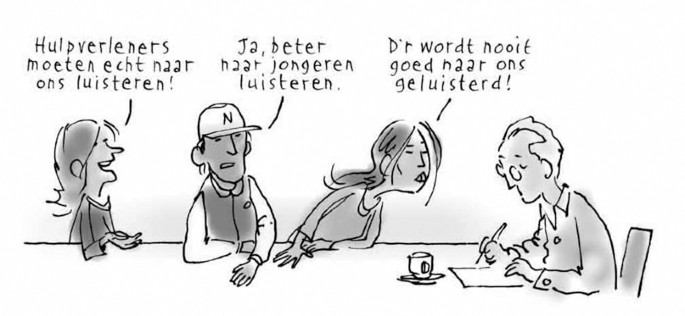 Hulpverleners
moeten echt naar
ons luisteren!
Ja, beter
naar jongeren
luisteren.
D'r wordt nooit
goed naar ons
geluisterd!
N